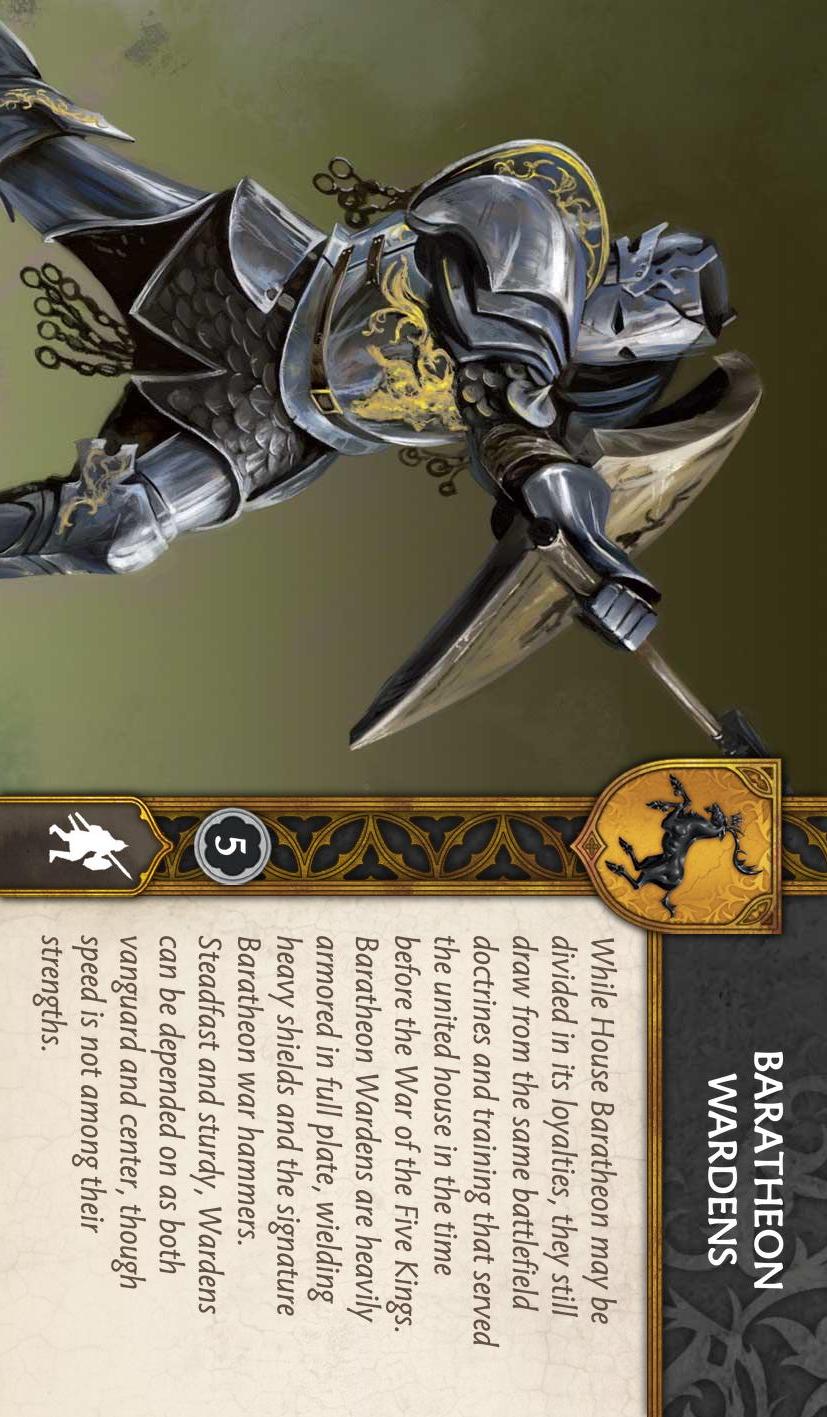 BARATHEON
WARDENS
While House Baratheon may be
divided in its loyalties, they still
draw from the same battlefield
doctrines and training that served
the united house in the time
before the War of the Five Kings.
Baratheon Wardens are heavily
armored in full plate, wielding
heavy shields and the signature
Baratheon war hammers.
Steadfast and sturdy, Wardens
can be depended on as both
vanguard and center, though
speed is not among their
strengths.
5